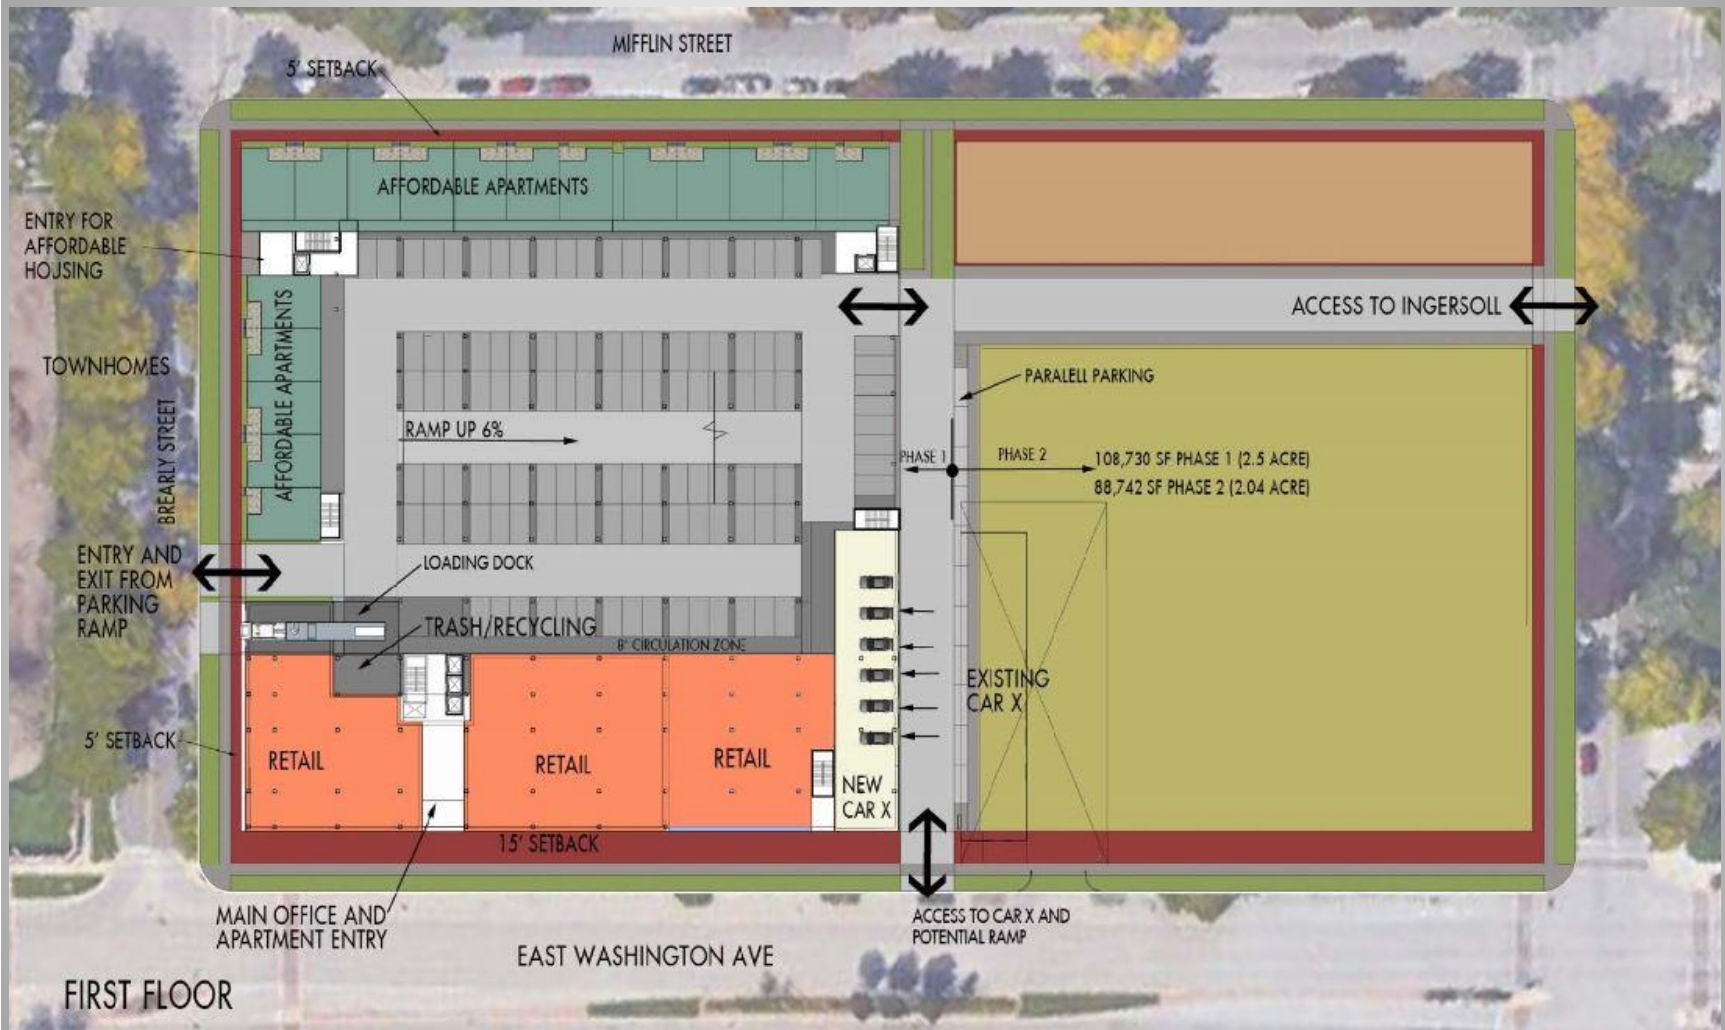 MIFFLIN STREET
5' SETBACK
AFFORDABLE APARTMENTS
ENTRY FOR
AFFORDABLE
HOUSING
AFFORDABLE APARTMENTS
ACCESS TO INGERSOLL
TOWNHOMES
PARALELL PARKING
BREARLY STREET
RAMP UP 6%
PHASE 1
PHASE 2
108,730 SF PHASE 1 (2.5 ACRE)
88,742 SF PHASE 2 (2.04 ACRE)
ENTRY AND
EXIT FROM
PARKING
RAMP
LOADING DOCK
TRASH/RECYCLING
8' CIRCULATION ZONE
EXISTING
CAR X
5' SETBACK
RETAIL
RETAIL
RETAIL
NEW
CAR X
15' SETBACK
MAIN OFFICE AND
APARTMENT ENTRY
ACCESS TO CAR X AND
POTENTIAL RAMP
EAST WASHINGTON AVE
FIRST FLOOR